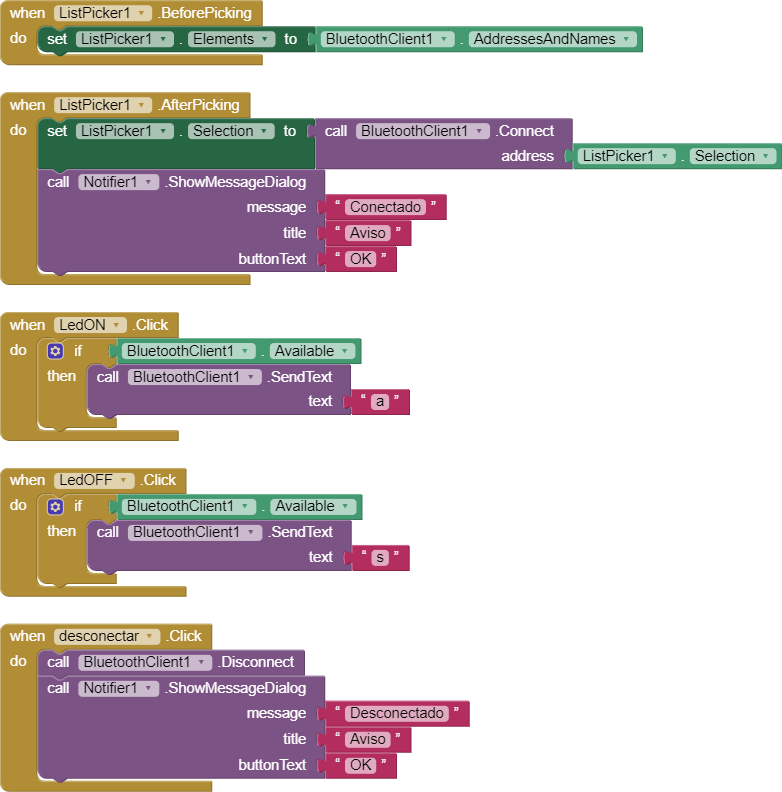 when ListPicker1 .BeforePicking
do set ListPicker1 . Elements to BluetoothClient1 . AddressesAndNames
when ListPicker1 .AfterPicking
do set ListPicker1 . Selection to call BluetoothClient1 .Connect
address ListPicker1 . Selection
call Notifier1 .ShowMessageDialog
message “ Conectado ”
title “ Aviso ”
buttonText “ OK ”
when LedON .Click
do if BluetoothClient1 . Available
then call BluetoothClient1 .SendText
text “ a ”
when LedOFF .Click
do if BluetoothClient1 . Available
then call BluetoothClient1 .SendText
text “ s ”
when desconectar .Click
do call BluetoothClient1 .Disconnect
call Notifier1 .ShowMessageDialog
message “ Desconectado ”
title “ Aviso ”
buttonText “ OK ”